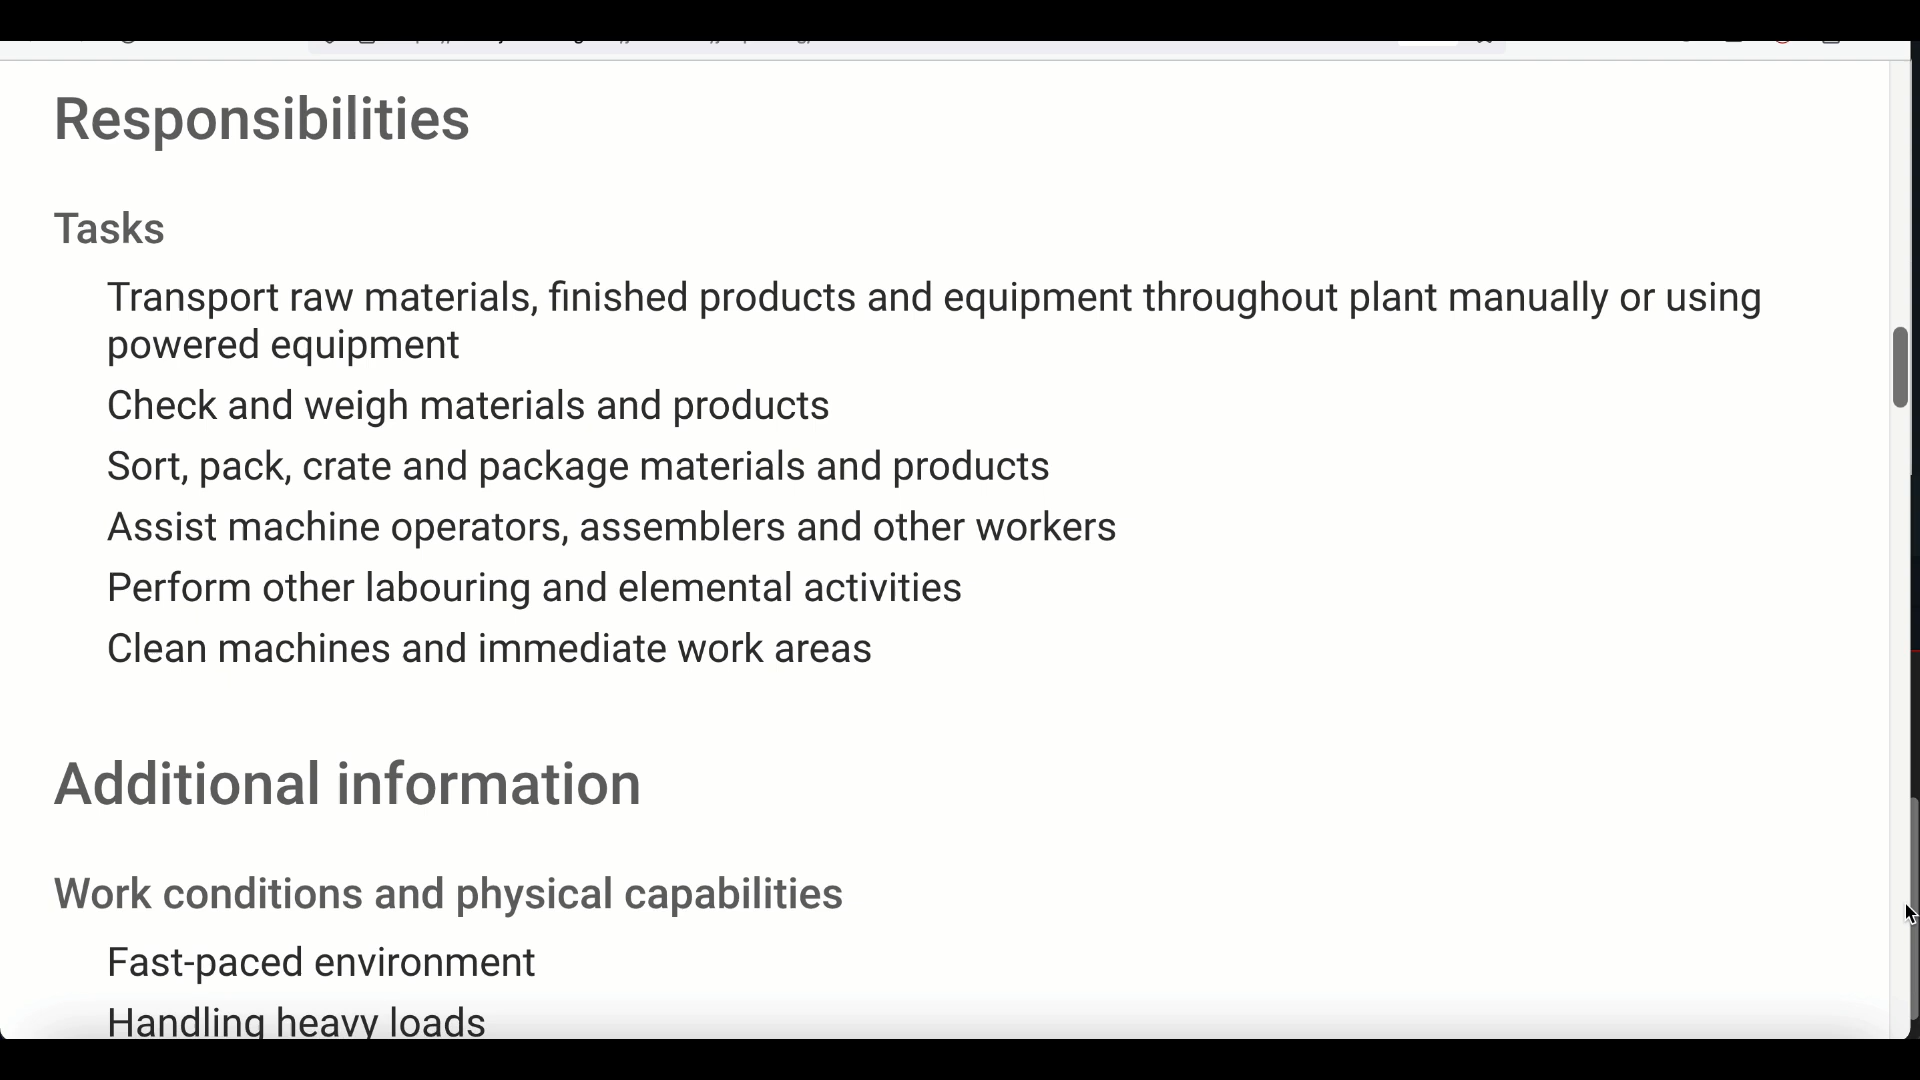 Responsibilities
Tasks
Transport raw materials, finished products and equipment throughout plant manually or using
powered equipment
Check and weigh materials and products
Sort, pack, crate and package materials and products
Assist machine operators, assemblers and other workers
Perform other labouring and elemental activities
Clean machines and immediate work areas
Additional information
Work conditions and physical capabilities
Fast-paced environment
Handling heavy loads